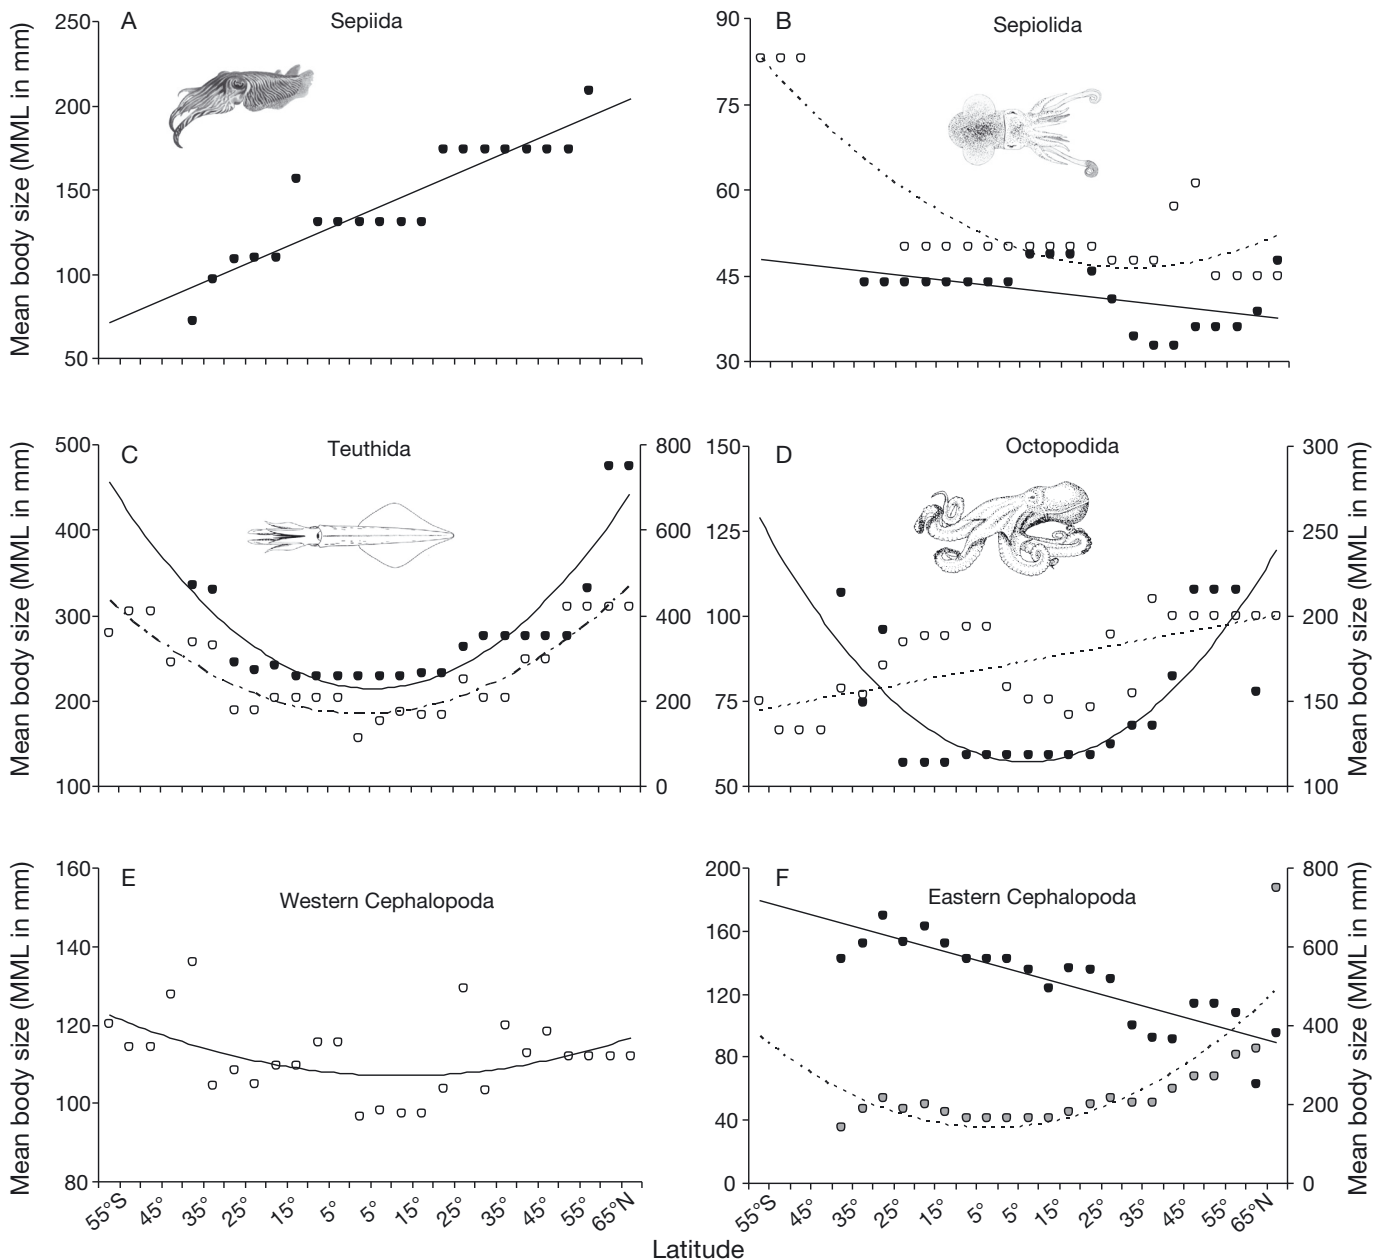 A
Sepiida
Mean body size (MML in mm)
250
200
150
100
50
B
Sepiolida
90
75
60
45
30
C
Teuthida
Mean body size (MML in mm)
500
400
300
200
100
800
600
400
200
0
D
Octopodida
150
125
100
75
50
300
250
200
150
100
Mean body size (MML in mm)
E
Western Cephalopoda
Mean body size (MML in mm)
160
140
120
100
80
55°S 45° 35° 25° 15° 5° 5° 15° 25° 35° 45° 55° 65°N
F
Eastern Cephalopoda
200
160
120
80
40
0
800
600
400
200
0
Mean body size (MML in mm)
55°S 45° 35° 25° 15° 5° 5° 15° 25° 35° 45° 55° 65°N
Latitude